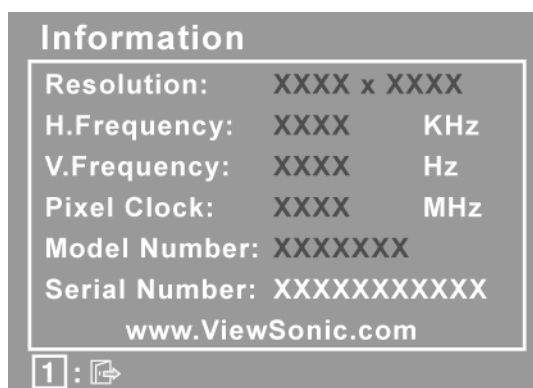 Information
Resolution: XXXX x XXXX
H.Frequency: XXXX KHz
V.Frequency: XXXX Hz
Pixel Clock: XXXX MHz
Model Number: XXXXXXX
Serial Number: XXXXXXXXXXX
www.ViewSonic.com
1 :